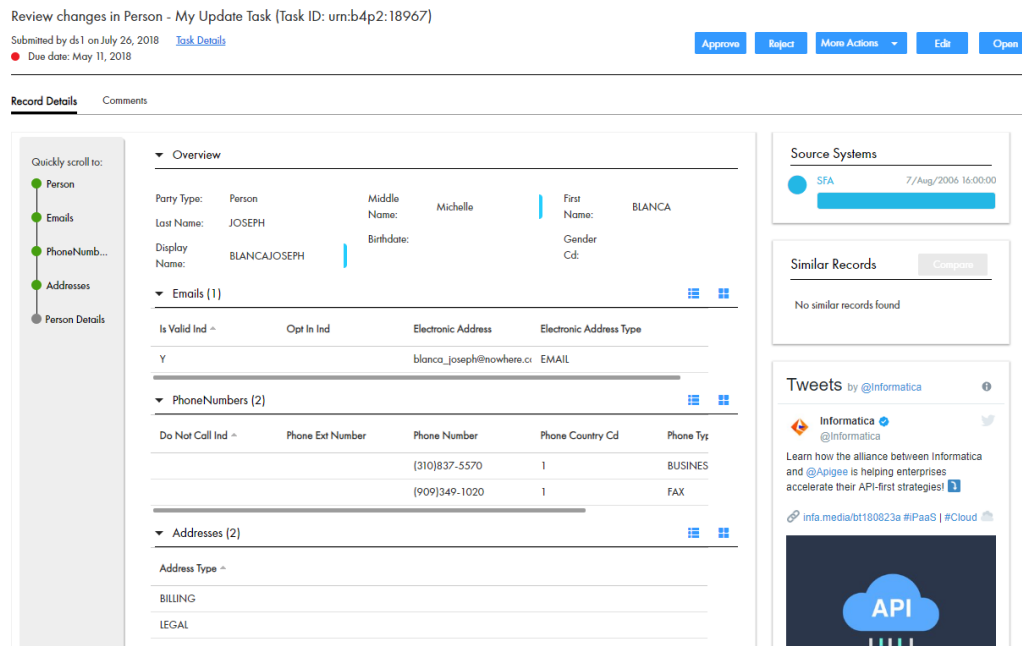 Review changes in Person - My Update Task (Task ID: urn:b4p2:18967)
Submitted by ds1 on July 26, 2018 Task Details
Due date: May 11, 2018
Approve Reject More Actions Edit Open
Record Details Comments
Quickly scroll to:
Person
Emails
PhoneNumb...
Addresses
Person Details
Overview
Party Type: Person Middle Name: Michelle First Name: BLANCA
Last Name: JOSEPH Birthdate: Gender Cd:
Display Name: BLANCAJOSEPH
Emails (1)
Is Valid Ind Opt In Ind Electronic Address Electronic Address Type
Y blanca_joseph@nowhere.cc EMAIL
PhoneNumbers (2)
Do Not Call Ind Phone Ext Number Phone Number Phone Country Cd Phone Typ
(310)837-5570 1 BUSINES
(909)349-1020 1 FAX
Addresses (2)
Address Type
BILLING
LEGAL
Source Systems
SFA 7/Aug/2006 16:00:00
Similar Records Compare
No similar records found
Tweets by @Informatica
Informatica
@Informatica
Learn how the alliance between Informatica
and @Apigee is helping enterprises
accelerate their API-first strategies!
infa.media/bt180823a #iPaaS | #Cloud
API